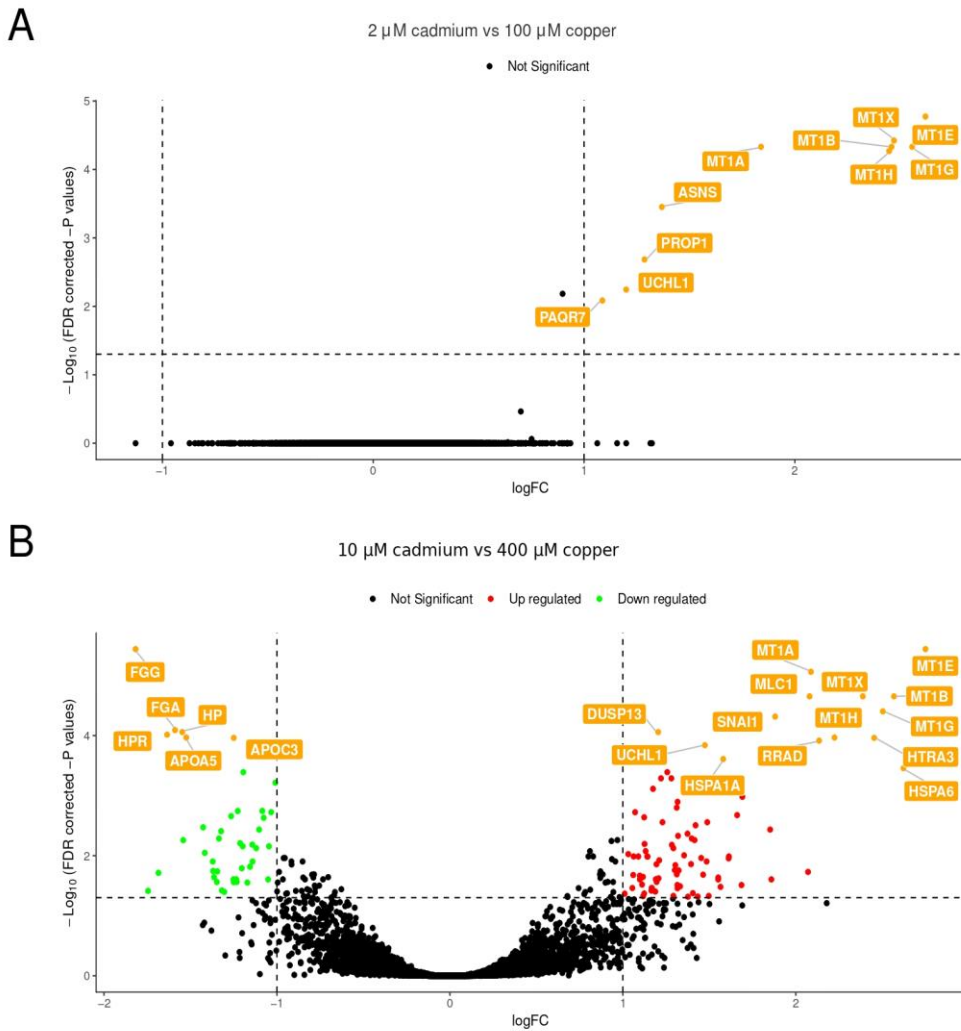 A
2 μM cadmium vs 100 μM copper
Not Significant
5
4
3
2
1
0
−Log10 (FDR corrected −P values)
MT1X
MT1E
MT1B
MT1A
MT1H
MT1G
ASNS
PROP1
UCHL1
PAQR7
−1
0
1
2
logFC
B
10 μM cadmium vs 400 μM copper
Not Significant
Up regulated
Down regulated
4
2
0
−Log10 (FDR corrected −P values)
FGG
FGA
HP
HPR
APOA5
APOC3
MT1A
MT1E
MLC1
MT1X
MT1B
DUSP13
SNAI1
MT1H
MT1G
UCHL1
RRAD
HTRA3
HSPA1A
HSPA6
−2
−1
0
1
2
logFC